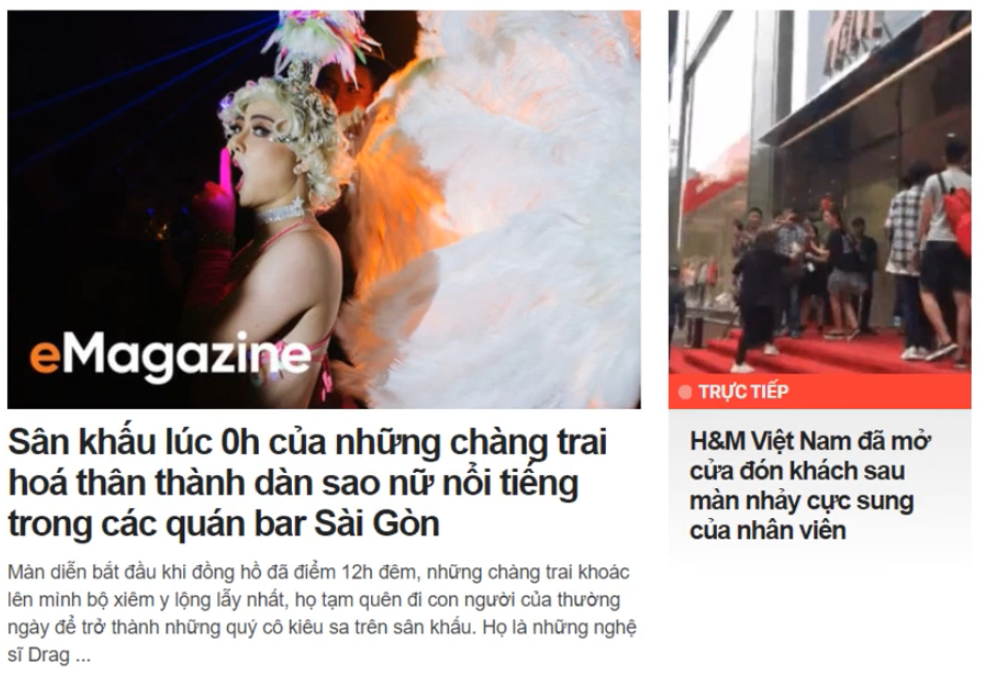 eMagazine
Sân khấu lúc 0h của những chàng trai
hoá thân thành dàn sao nữ nổi tiếng
trong các quán bar Sài Gòn
Màn diễn bắt đầu khi đồng hồ đã điểm 12h đêm, những chàng trai khoác
lên minh bộ xiêm y lộng lẫy nhất, họ tạm quên đi con người của thường
ngày để trở thành những quý cô kiêu sa trên sân khấu. Họ là những nghệ
sĩ Drag ...
TRỰC TIẾP
H&M Việt Nam đã mở
cửa đón khách sau
màn nhảy cực sung
của nhân viên